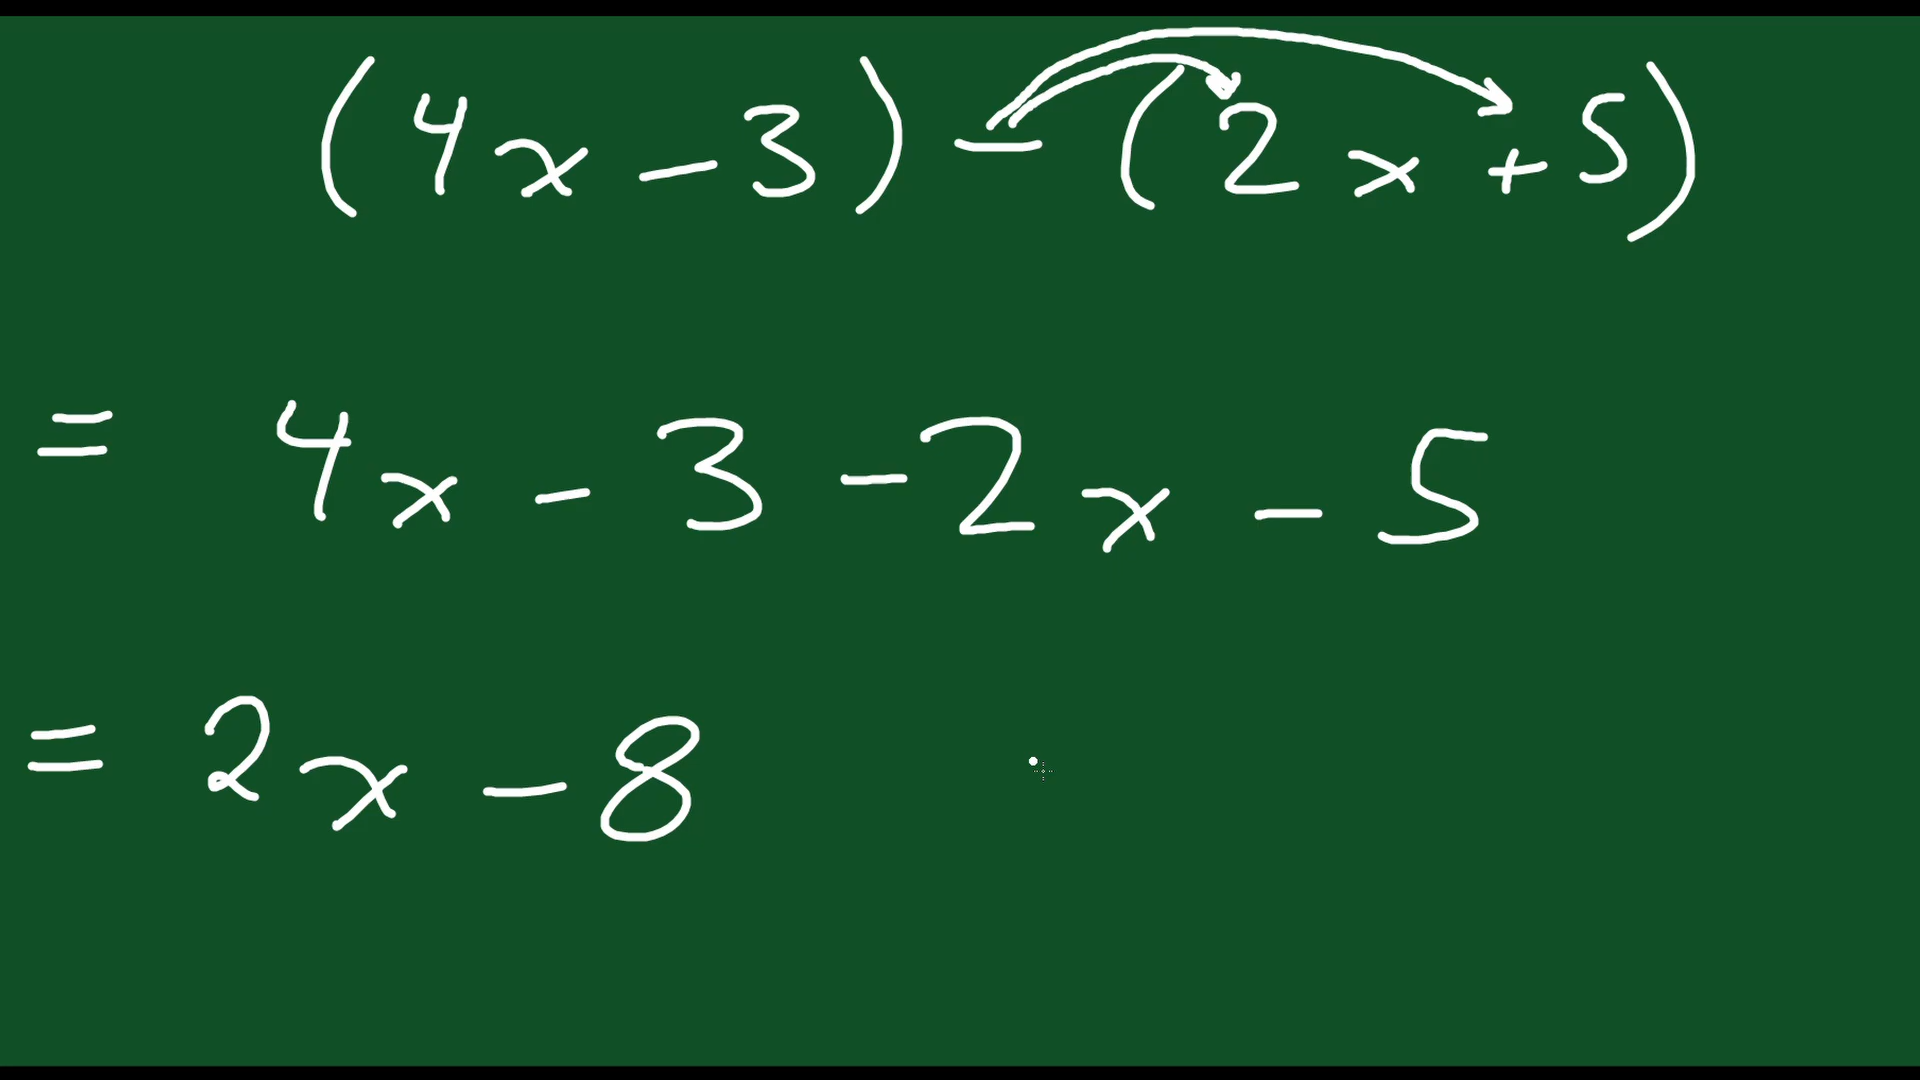 (4x - 3) - (2x + 5)
= 4x - 3 - 2x - 5
= 2x - 8